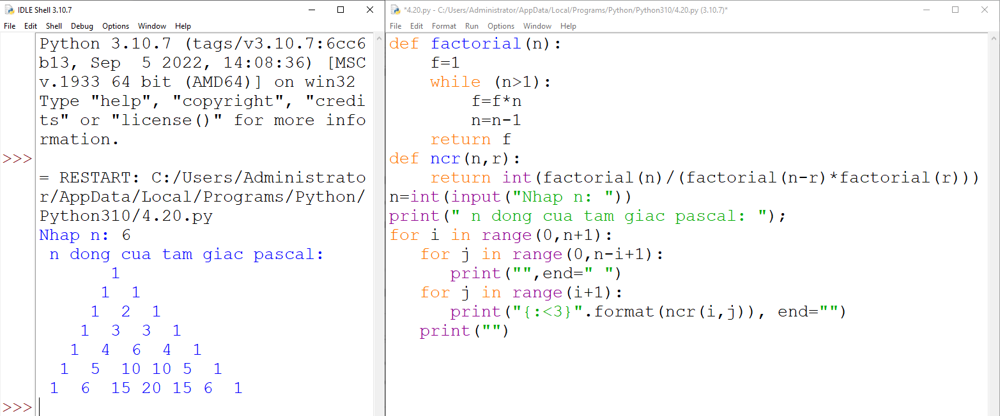 IDLE Shell 3.10.7
File Edit Shell Debug Options Window Help
Python 3.10.7 (tags/v3.10.7:6cc6
b13, Sep  5 2022, 14:08:36) [MSC
v.1933 64 bit (AMD64)] on win32
Type "help", "copyright", "credi
ts" or "license()" for more info
rmation.
>>>
= RESTART: C:/Users/Administrato
r/AppData/Local/Programs/Python/
Python310/4.20.py
Nhap n: 6
 n dong cua tam giac pascal:
       1
      1  1
     1  2  1
    1  3  3  1
   1  4  6  4  1
  1  5  10 10 5  1
 1  6  15 20 15 6  1
>>>
*4.20.py - C:/Users/Administrator/AppData/Local/Programs/Python/Python310/4.20.py (3.10.7)*
File Edit Format Run Options Window Help
def factorial(n):
    f=1
    while (n>1):
        f=f*n
        n=n-1
    return f
def ncr(n,r):
    return int(factorial(n)/(factorial(n-r)*factorial(r)))
n=int(input("Nhap n: "))
print(" n dong cua tam giac pascal: ");
for i in range(0,n+1):
   for j in range(0,n-i+1):
      print("",end=" ")
   for j in range(i+1):
      print("{:<3}".format(ncr(i,j)), end="")
   print("")